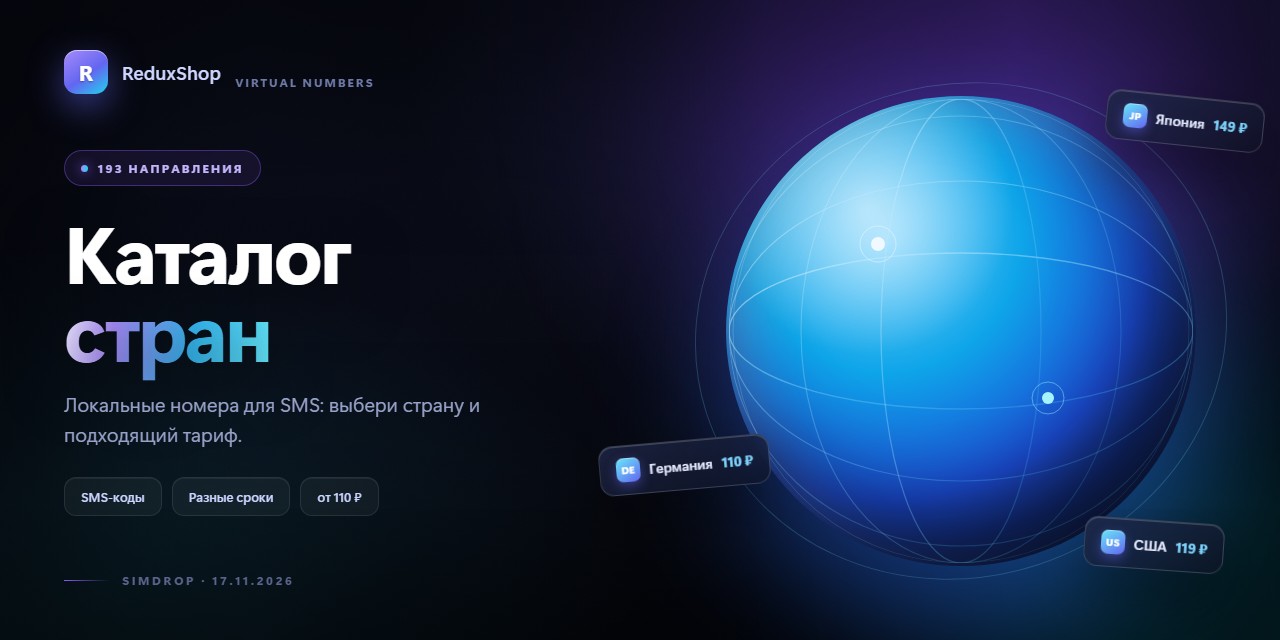 R
ReduxShop VIRTUAL NUMBERS
193 НАПРАВЛЕНИЯ
Каталог
стран
Локальные номера для SMS: выбери страну и
подходящий тариф.
SMS-коды
Разные сроки
от 110 ₽
SIMDROP · 17.11.2026
JP Япония 149 ₽
DE Германия 110 ₽
US США 119 ₽